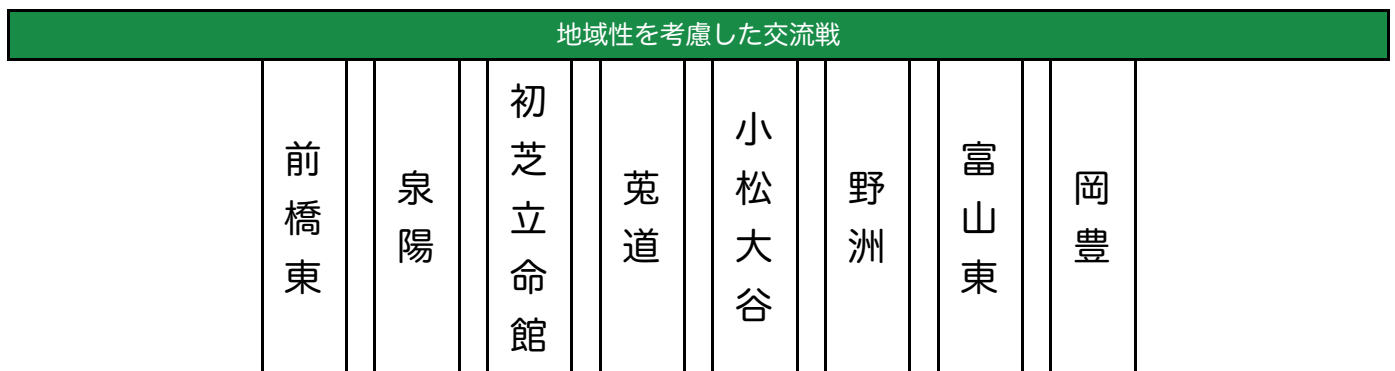 地域性を考慮した交流戦
前橋東
泉陽
初芝立命館
莵道
小松大谷
野洲
富山東
岡豊